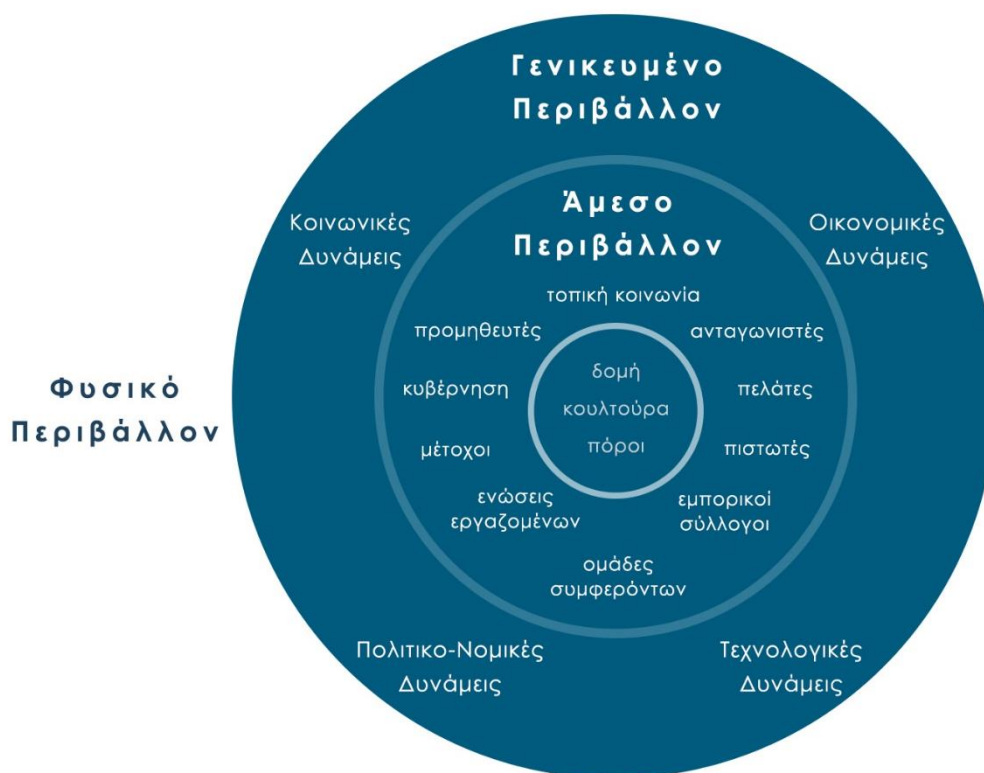 Γενικευμένο
Περιβάλλον
Κοινωνικές
Δυνάμεις
Οικονομικές
Δυνάμεις
Άμεσο
Περιβάλλον
τοπική κοινωνία
προμηθευτές
ανταγωνιστές
κυβέρνηση
πελάτες
μέτοχοι
πιστωτές
ενώσεις
εργαζομένων
εμπορικοί
σύλλογοι
ομάδες
συμφερόντων
δομή
κουλτούρα
πόροι
Φυσικό
Περιβάλλον
Πολιτικο-Νομικές
Δυνάμεις
Τεχνολογικές
Δυνάμεις